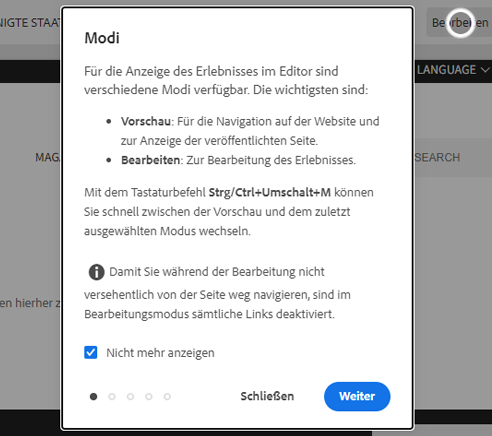 NIGTE STAA
Bearbeiten
LANGUAGE
MAGA
SEARCH
en hierher z
Modi
Für die Anzeige des Erlebnisses im Editor sind
verschiedene Modi verfügbar. Die wichtigsten sind:
• Vorschau: Für die Navigation auf der Website und
zur Anzeige der veröffentlichten Seite.
• Bearbeiten: Zur Bearbeitung des Erlebnisses.
Mit dem Tastaturbefehl Strg/Ctrl+Umschalt+M können
Sie schnell zwischen der Vorschau und dem zuletzt
ausgewählten Modus wechseln.
Damit Sie während der Bearbeitung nicht
versehentlich von der Seite weg navigieren, sind im
Bearbeitungsmodus sämtliche Links deaktiviert.
Nicht mehr anzeigen
Schließen
Weiter